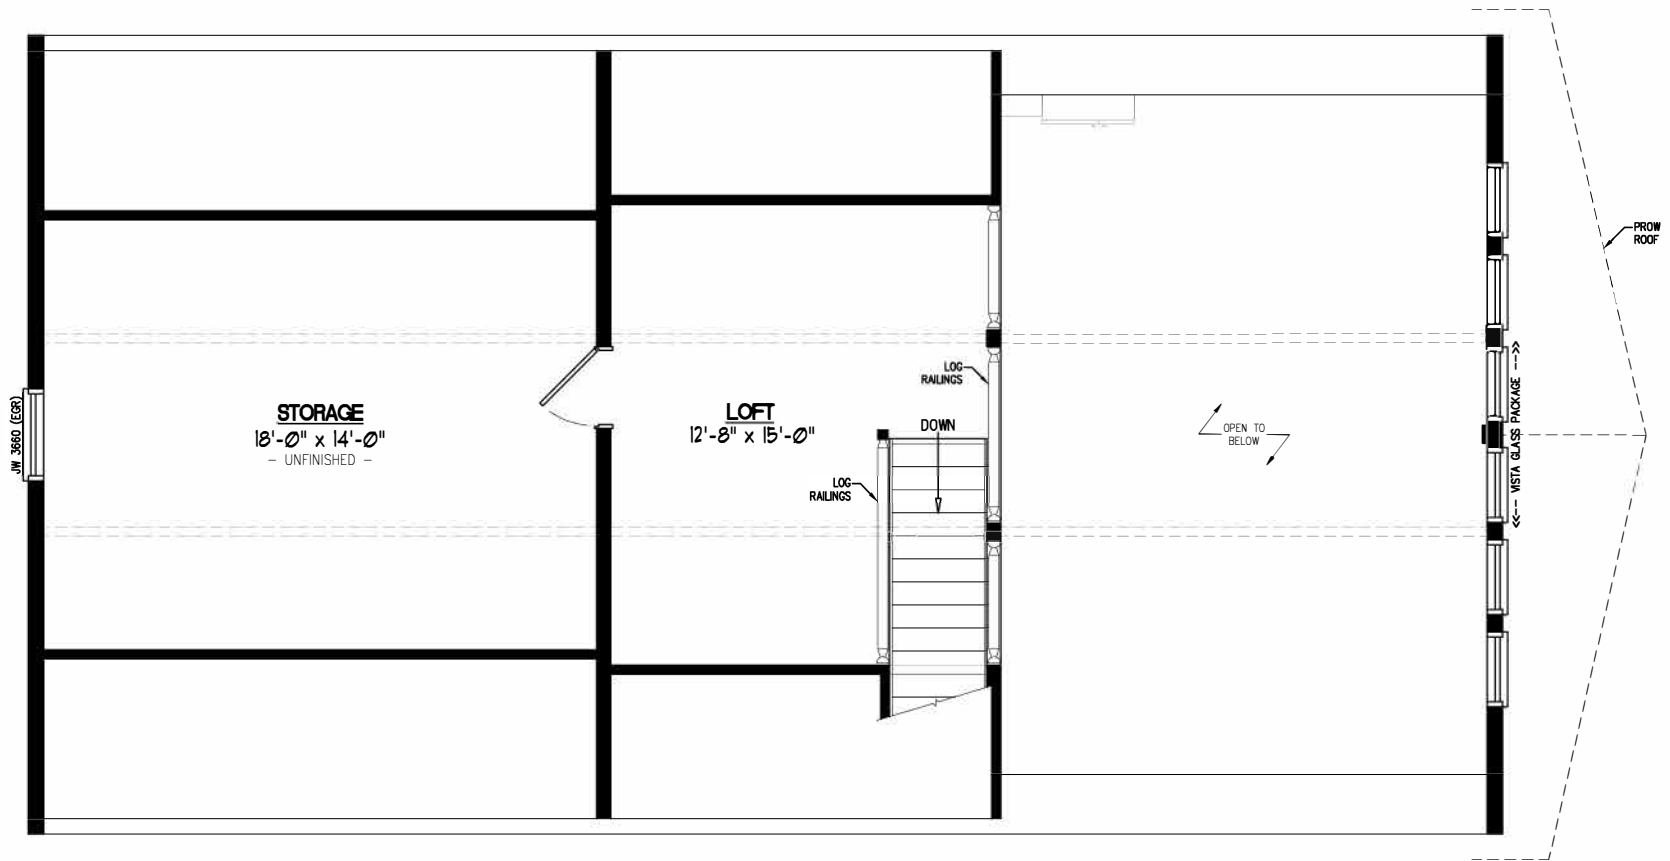 PROW
ROOF
LOG
RAILINGS
JW 3660 (EGR)
STORAGE
18'-0" x 14'-0"
- UNFINISHED -
LOFT
12'-8" x 15'-0"
DOWN
OPEN TO
BELOW
<<-- VISTA GLASS PACKAGE -->>
LOG
RAILINGS